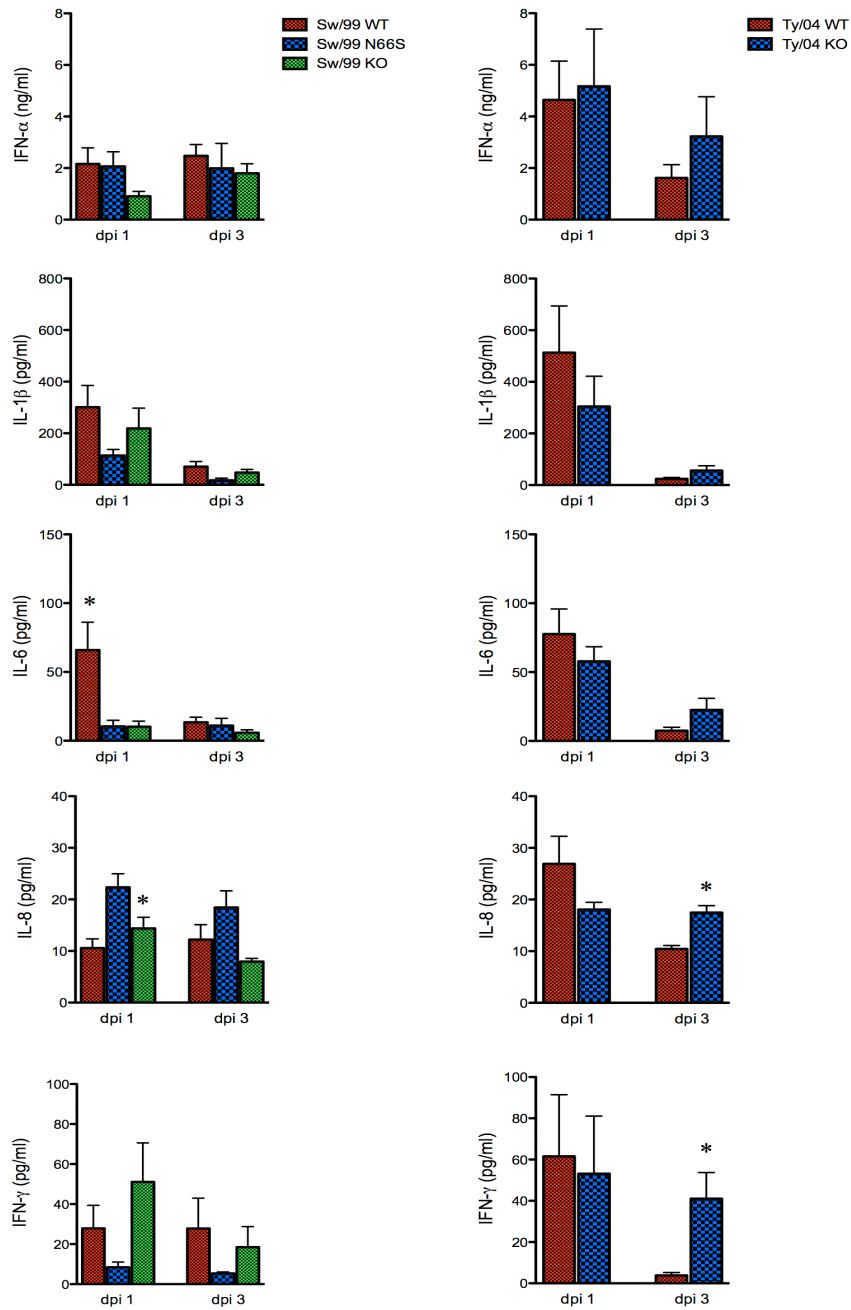 Sw/99 WT
Sw/99 N66S
Sw/99 KO
IFN-α (ng/ml)
8
6
4
2
0
dpi 1 dpi 3
Ty/04 WT
Ty/04 KO
IFN-α (ng/ml)
8
6
4
2
0
dpi 1 dpi 3
IL-1β (pg/ml)
800
600
400
200
0
dpi 1 dpi 3
IL-1β (pg/ml)
800
600
400
200
0
dpi 1 dpi 3
IL-6 (pg/ml)
150
100
50
0
*
dpi 1 dpi 3
IL-6 (pg/ml)
150
100
50
0
dpi 1 dpi 3
IL-8 (pg/ml)
40
30
20
10
0
*
dpi 1 dpi 3
IL-8 (pg/ml)
40
30
20
10
0
*
dpi 1 dpi 3
IFN-γ (pg/ml)
100
80
60
40
20
0
dpi 1 dpi 3
IFN-γ (pg/ml)
100
80
60
40
20
0
*
dpi 1 dpi 3